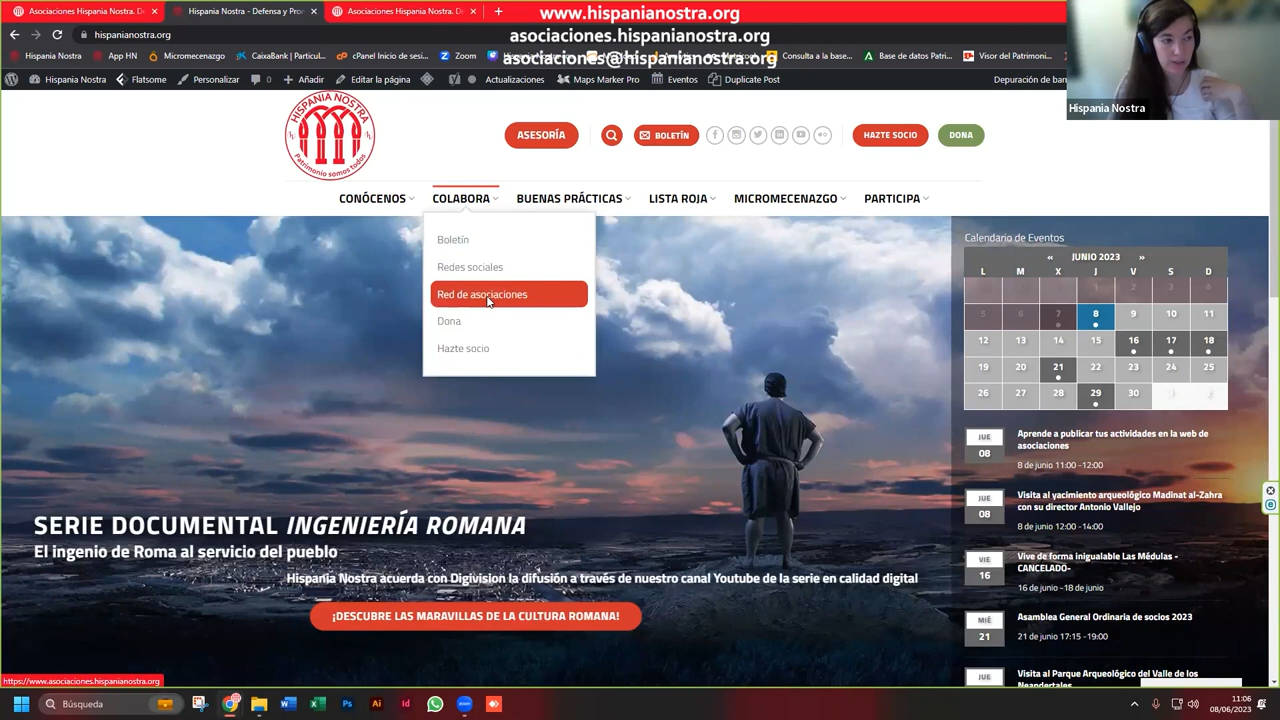 Asociaciones Hispania Nostra. De
Hispania Nostra - Defensa y Pron
Asociaciones Hispania Nostra. De
www.hispanianostra.org
asociaciones.hispanianostra.org
asociaciones@hispanianostra.org
hispanianostra.org
Hispania Nostra
App HN
Micromecenazgo
CaixaBank | Particul...
cPanel Inicio de sesi...
Zoom
Consulta a la base...
Base de datos Patri...
Visor del Patrimoni...
Hispania Nostra
Flatsome
Personalizar
0
Añadir
Editar la página
Actualizaciones
Maps Marker Pro
Eventos
Duplicate Post
Depuración de
Hispania Nostra
HISPANIA NOSTRA
Patrimonio somos todos
ASESORÍA
BOLETÍN
HAZTE SOCIO
DONA
CONÓCENOS
COLABORA
BUENAS PRÁCTICAS
LISTA ROJA
MICROMECENAZGO
PARTICIPA
Boletín
Redes sociales
Red de asociaciones
Dona
Hazte socio
Calendario de Eventos
« JUNIO 2023 »
L M X J V S D
1 2 3 4
5 6 7 8 9 10 11
12 13 14 15 16 17 18
19 20 21 22 23 24 25
26 27 28 29 30 1 2
JUE
08
Aprende a publicar tus actividades en la web de
asociaciones
8 de junio 11:00 -12:00
JUE
08
Visita al yacimiento arqueológico Madinat al-Zahra
con su director Antonio Vallejo
8 de junio 12:00 -14:00
VIE
16
Vive de forma inigualable Las Médulas -
CANCELADO-
16 de junio -18 de junio
MIÉ
21
Asamblea General Ordinaria de socios 2023
21 de junio 17:15 -19:00
JUE
Visita al Parque Arqueológico del Valle de los
Neandertales
SERIE DOCUMENTAL INGENIERÍA ROMANA
El ingenio de Roma al servicio del pueblo
Hispania Nostra acuerda con Digivision la difusión a través de nuestro canal Youtube de la serie en calidad digital
¡DESCUBRE LAS MARAVILLAS DE LA CULTURA ROMANA!
https://www.asociaciones.hispanianostra.org
Búsqueda
11:06
08/06/2023